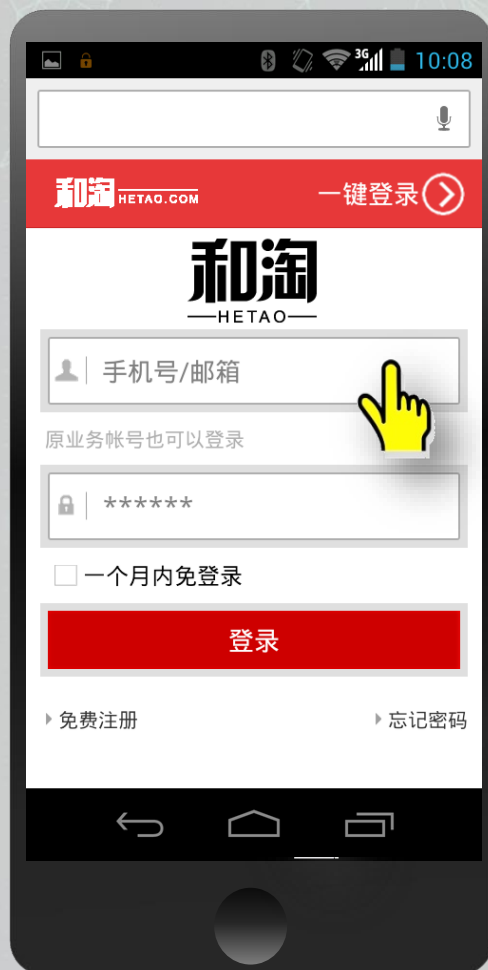 3G 10:08
和淘 HETAO.COM 一键登录
和淘
HETAO
手机号/邮箱
原业务帐号也可以登录
******
一个月内免登录
登录
免费注册 忘记密码